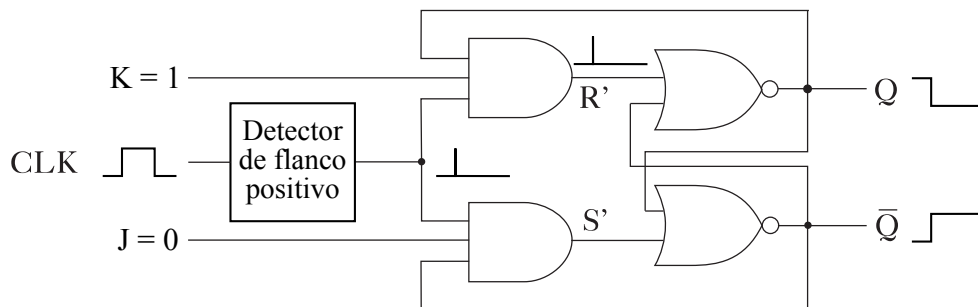 K = 1
R’
Q
Detector
de flanco
positivo
CLK
J = 0
S’
Q̅